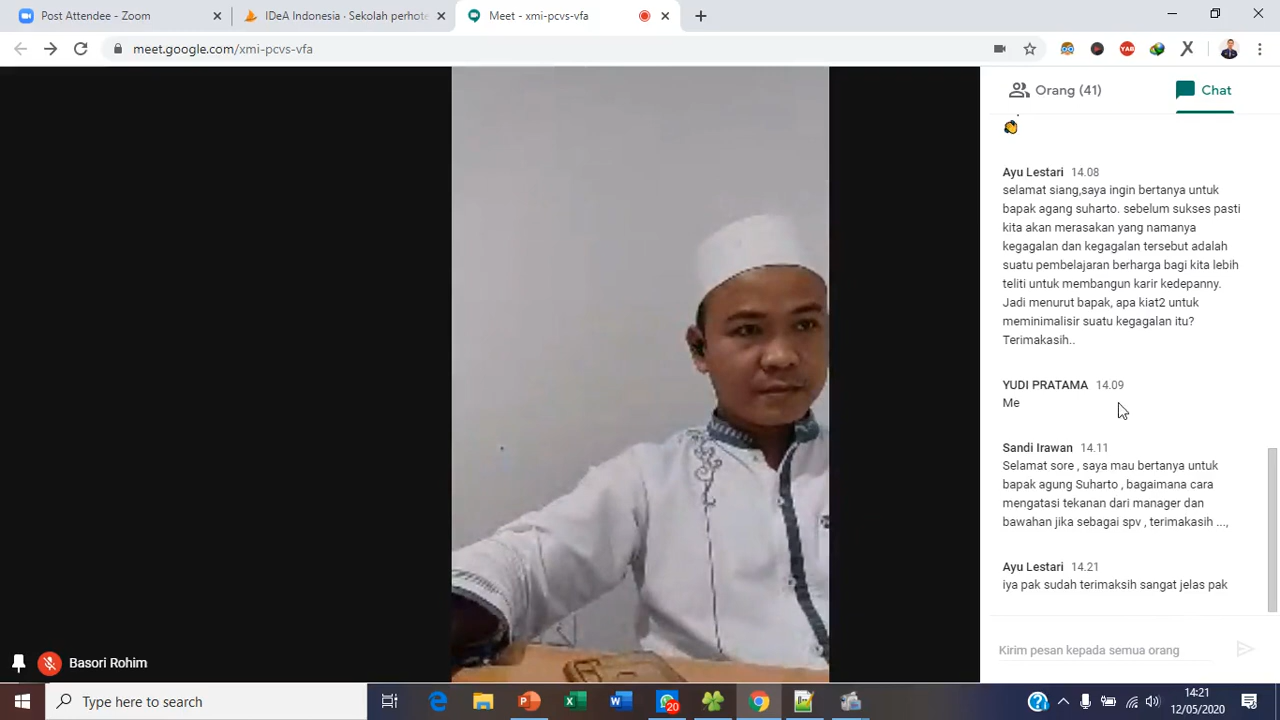 Post Attendee - Zoom
IDeA Indonesia · Sekolah perhote
Meet - xmi-pcvs-vfa
meet.google.com/xmi-pcvs-vfa
YAB
Orang (41)
Chat
Ayu Lestari 14.08
selamat siang,saya ingin bertanya untuk
bapak agang suharto. sebelum sukses pasti
kita akan merasakan yang namanya
kegagalan dan kegagalan tersebut adalah
suatu pembelajaran berharga bagi kita lebih
teliti untuk membangun karir kedepanny.
Jadi menurut bapak, apa kiat2 untuk
meminimalisir suatu kegagalan itu?
Terimakasih..
YUDI PRATAMA 14.09
Me
Sandi Irawan 14.11
Selamat sore , saya mau bertanya untuk
bapak agung Suharto , bagaimana cara
mengatasi tekanan dari manager dan
bawahan jika sebagai spv , terimakasih ...,
Ayu Lestari 14.21
iya pak sudah terimaksih sangat jelas pak
Kirim pesan kepada semua orang
Basori Rohim
Type here to search
20
14:21
12/05/2020